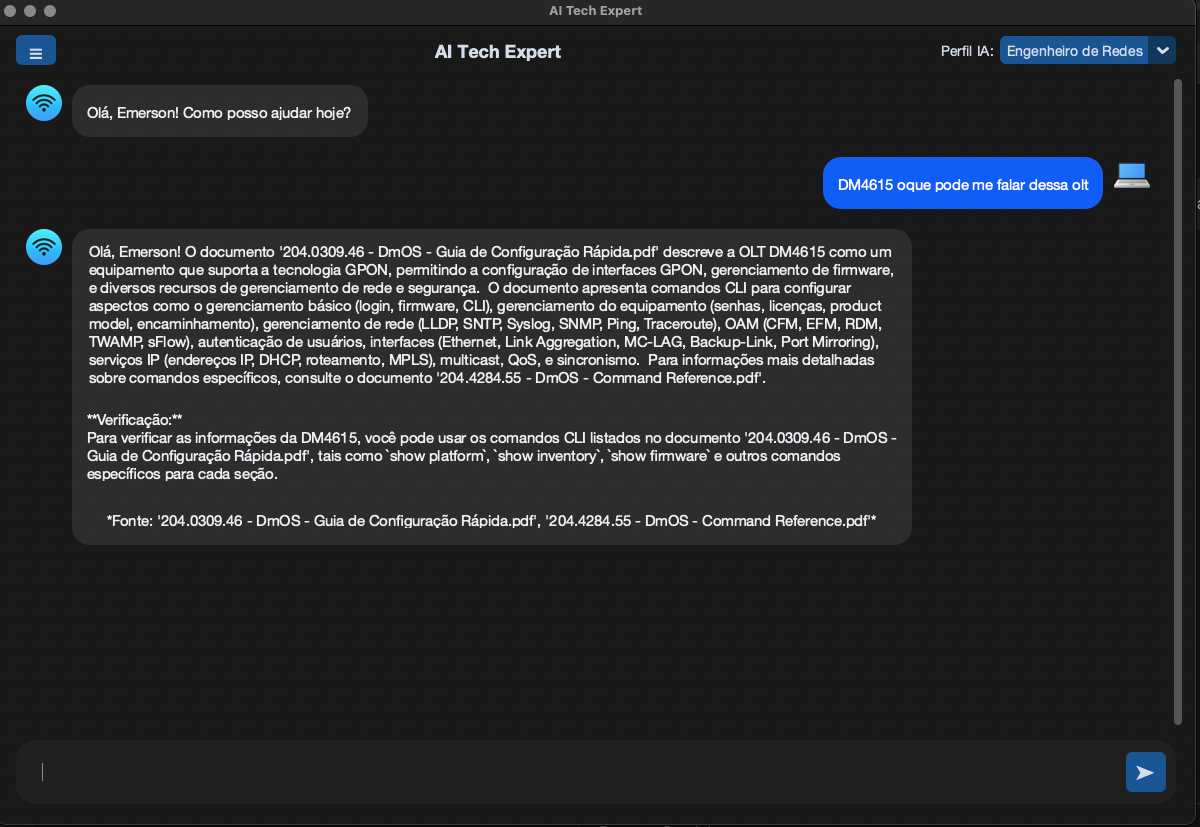 AI Tech Expert
AI Tech Expert
Perfil IA: Engenheiro de Redes
Olá, Emerson! Como posso ajudar hoje?
DM4615 oque pode me falar dessa olt
Olá, Emerson! O documento '204.0309.46 - DmOS - Guia de Configuração Rápida.pdf' descreve a OLT DM4615 como um
equipamento que suporta a tecnologia GPON, permitindo a configuração de interfaces GPON, gerenciamento de firmware,
e diversos recursos de gerenciamento de rede e segurança.  O documento apresenta comandos CLI para configurar
aspectos como o gerenciamento básico (login, firmware, CLI), gerenciamento do equipamento (senhas, licenças, product
model, encaminhamento), gerenciamento de rede (LLDP, SNTP, Syslog, SNMP, Ping, Traceroute), OAM (CFM, EFM, RDM,
TWAMP, sFlow), autenticação de usuários, interfaces (Ethernet, Link Aggregation, MC-LAG, Backup-Link, Port Mirroring),
serviços IP (endereços IP, DHCP, roteamento, MPLS), multicast, QoS, e sincronismo.  Para informações mais detalhadas
sobre comandos específicos, consulte o documento '204.4284.55 - DmOS - Command Reference.pdf'.
**Verificação:**
Para verificar as informações da DM4615, você pode usar os comandos CLI listados no documento '204.0309.46 - DmOS -
Guia de Configuração Rápida.pdf', tais como `show platform`, `show inventory`, `show firmware` e outros comandos
específicos para cada seção.
*Fonte: '204.0309.46 - DmOS - Guia de Configuração Rápida.pdf', '204.4284.55 - DmOS - Command Reference.pdf'*